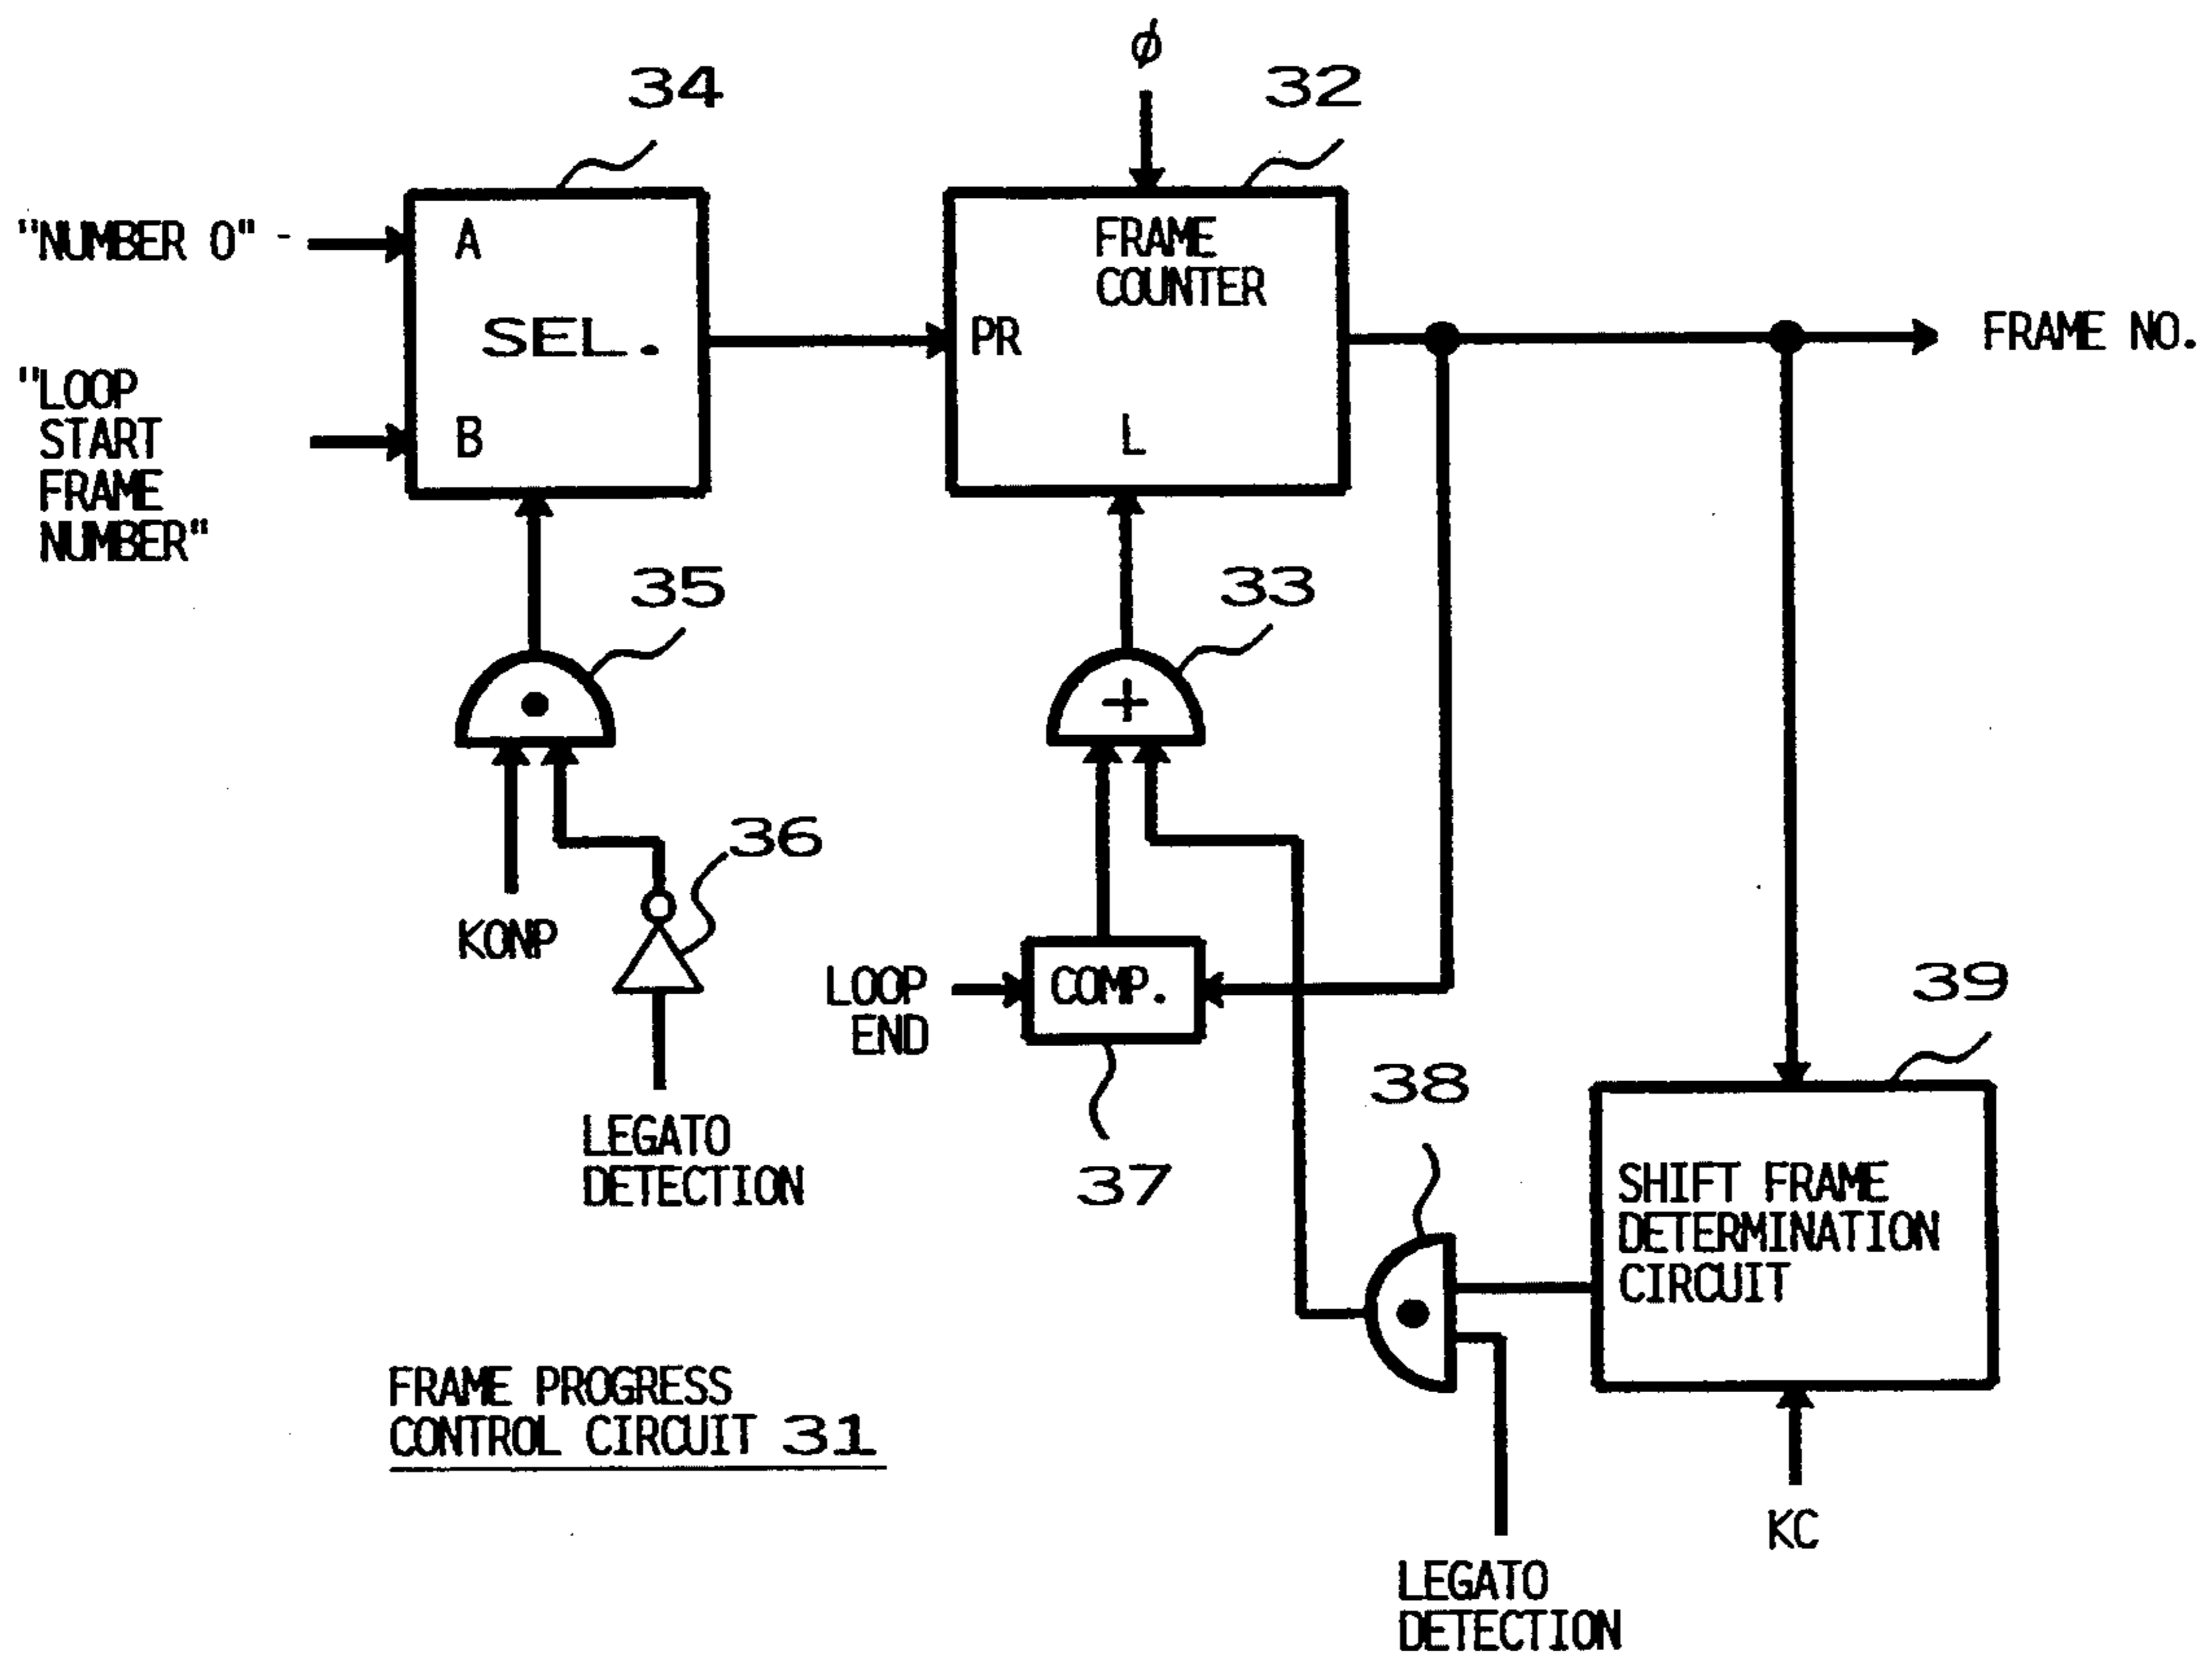 ø
34
32
"NUMBER 0"
A
FRAME
COUNTER
SEL.
PR
FRAME NO.
"LOOP
START
FRAME
NUMBER"
B
L
35
33
36
KONP
LOOP
END
COMP.
39
38
LEGATO
DETECTION
37
SHIFT FRAME
DETERMINATION
CIRCUIT
FRAME PROGRESS
CONTROL CIRCUIT 31
KC
LEGATO
DETECTION